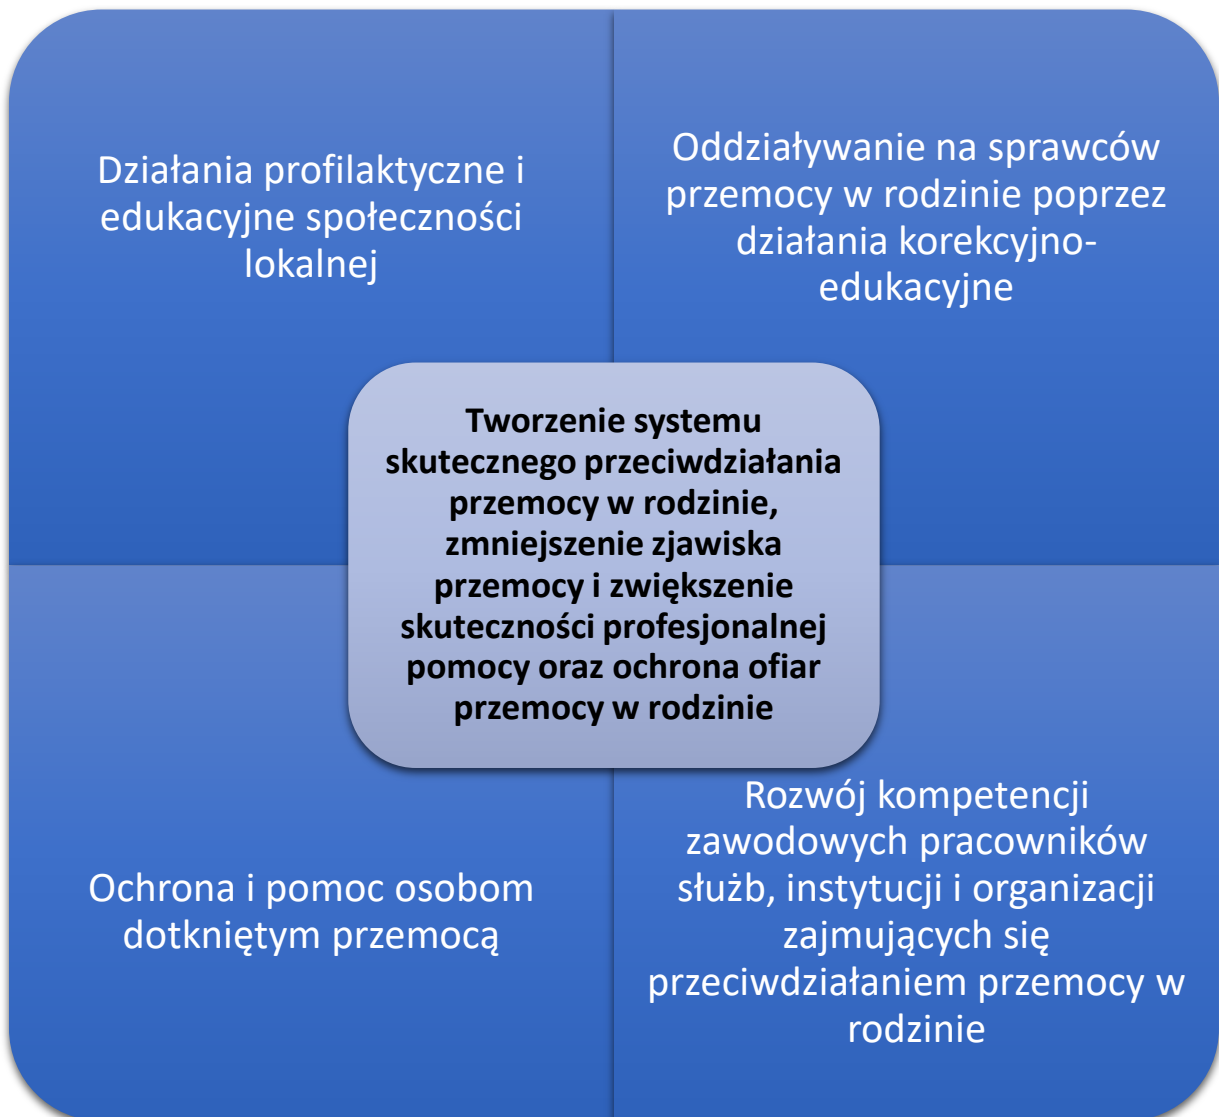 Działania profilaktyczne i
edukacyjne społeczności
lokalnej
Oddziaływanie na sprawców
przemocy w rodzinie poprzez
działania korekcyjno-
edukacyjne
Tworzenie systemu
skutecznego przeciwdziałania
przemocy w rodzinie,
zmniejszenie zjawiska
przemocy i zwiększenie
skuteczności profesjonalnej
pomocy oraz ochrona ofiar
przemocy w rodzinie
Ochrona i pomoc osobom
dotkniętym przemocą
Rozwój kompetencji
zawodowych pracowników
służb, instytucji i organizacji
zajmujących się
przeciwdziałaniem przemocy w
rodzinie